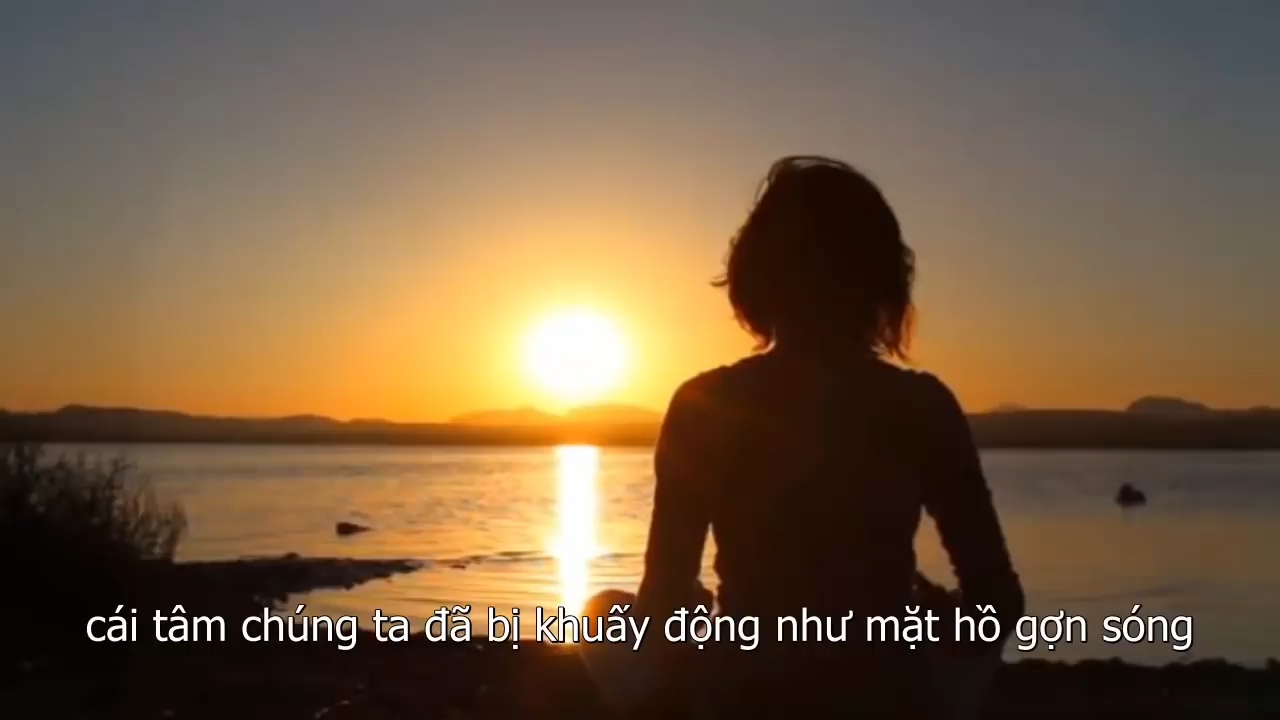 cái tâm chúng ta đã bị khuấy động như mặt hồ gợn sóng